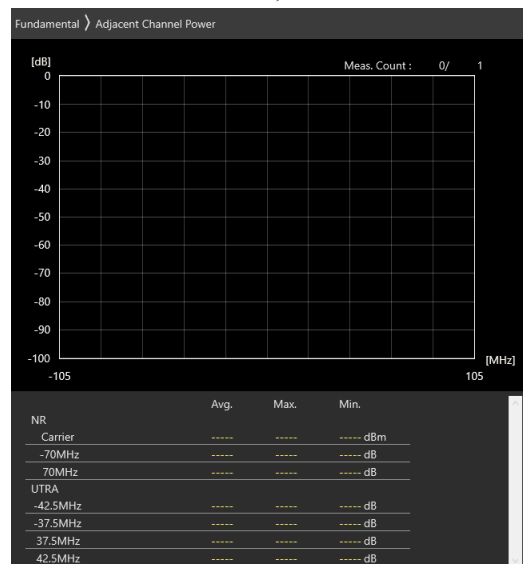 Fundamental 〉 Adjacent Channel Power
[dB]
Meas. Count : 0/ 1
0
-10
-20
-30
-40
-50
-60
-70
-80
-90
-100
[MHz]
-105 105
Avg. Max. Min.
NR
Carrier ----- ----- ----- dBm
-70MHz ----- ----- ----- dB
70MHz ----- ----- ----- dB
UTRA
-42.5MHz ----- ----- ----- dB
-37.5MHz ----- ----- ----- dB
37.5MHz ----- ----- ----- dB
42.5MHz ----- ----- ----- dB